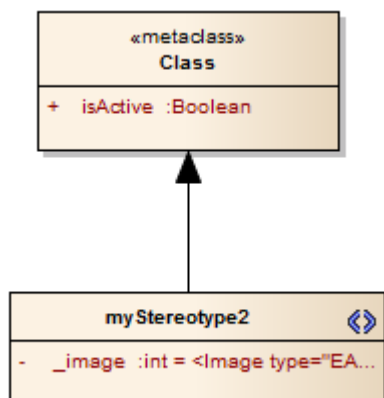 «metaclass»
Class
+ isActive :Boolean
myStereotype2
- _image :int = <Image type="EA...